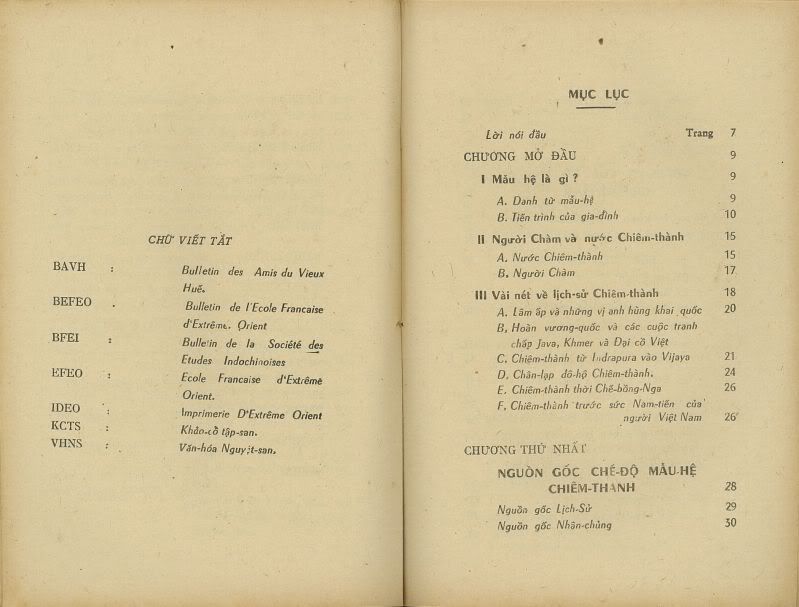 CHỮ VIẾT TẮT
BAVH : Bulletin des Amis du Vieux
Huế.
BEFEO . Bulletin de l'Ecole Francaise
d'Extrême. Orient
BFEI : Bulletin de la Société des
Etudes Indochinoises
EFEO : Ecole Francaise d'Extrême
Orient.
IDEO : Imprimerie D'Extrême Orient
KCTS : Khảo-cổ tập-san.
VHNS : Văn-hóa Nguyệt-san.
MỤC LỤC
Lời nói đầu Trang 7
CHƯƠNG MỞ ĐẦU 9
I Mẫu hệ là gì ? 9
A. Danh từ mẫu-hệ 9
B. Tiến trình của gia-đình 10
II Người Chàm và nước Chiêm-thành 15
A. Nước Chiêm-thành 15
B. Người Chàm 17
III Vài nét về lịch-sử Chiêm-thành 18
A. Lâm ấp và những vị anh hùng khai quốc 20
B. Hoàn vương-quốc và các cuộc tranh
chấp Java, Khmer và Đại cồ Việt
C. Chiêm-thành từ Indrapura vào Vijaya 21
D. Chân-lạp đô-hộ Chiêm-thành. 24
E. Chiêm-thành thời Chế-bồng-Nga 26
F. Chiêm-thành trước sức Nam-tiến của
người Việt Nam 26
CHƯƠNG THỨ NHẤT
NGUỒN GỐC CHẾ-ĐỘ MẪU-HỆ
CHIÊM-THÀNH 28
Nguồn gốc Lịch-Sử 29
Nguồn gốc Nhân-chủng 30